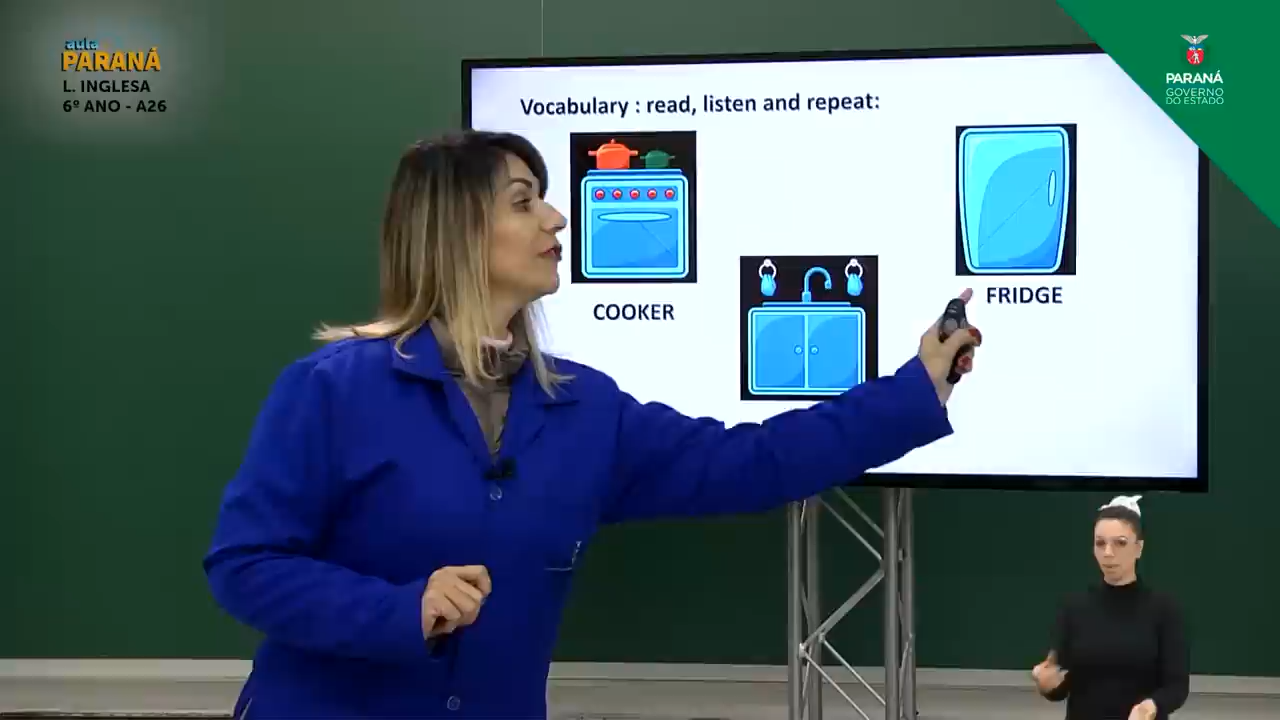 aula
PARANÁ
L. INGLESA
6º ANO - A26
PARANÁ
GOVERNO
DO ESTADO
Vocabulary : read, listen and repeat:
COOKER
FRIDGE